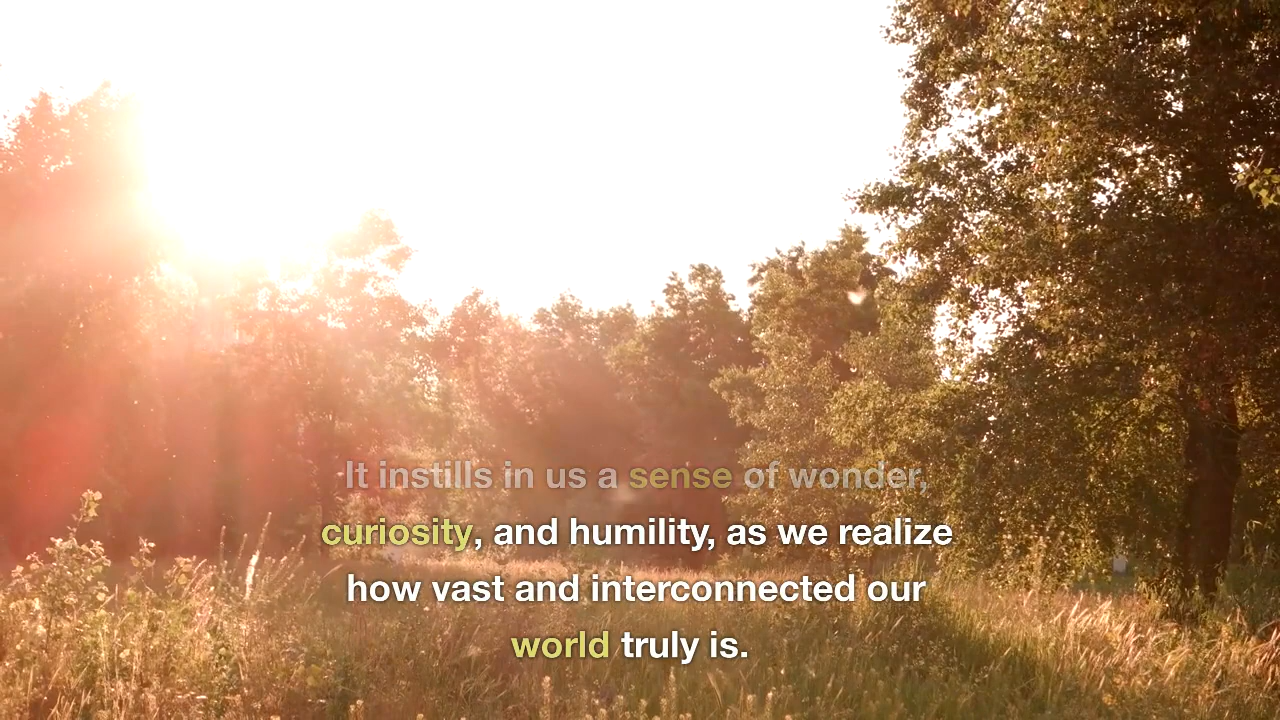 It instills in us a sense of wonder,
curiosity, and humility, as we realize
how vast and interconnected our
world truly is.